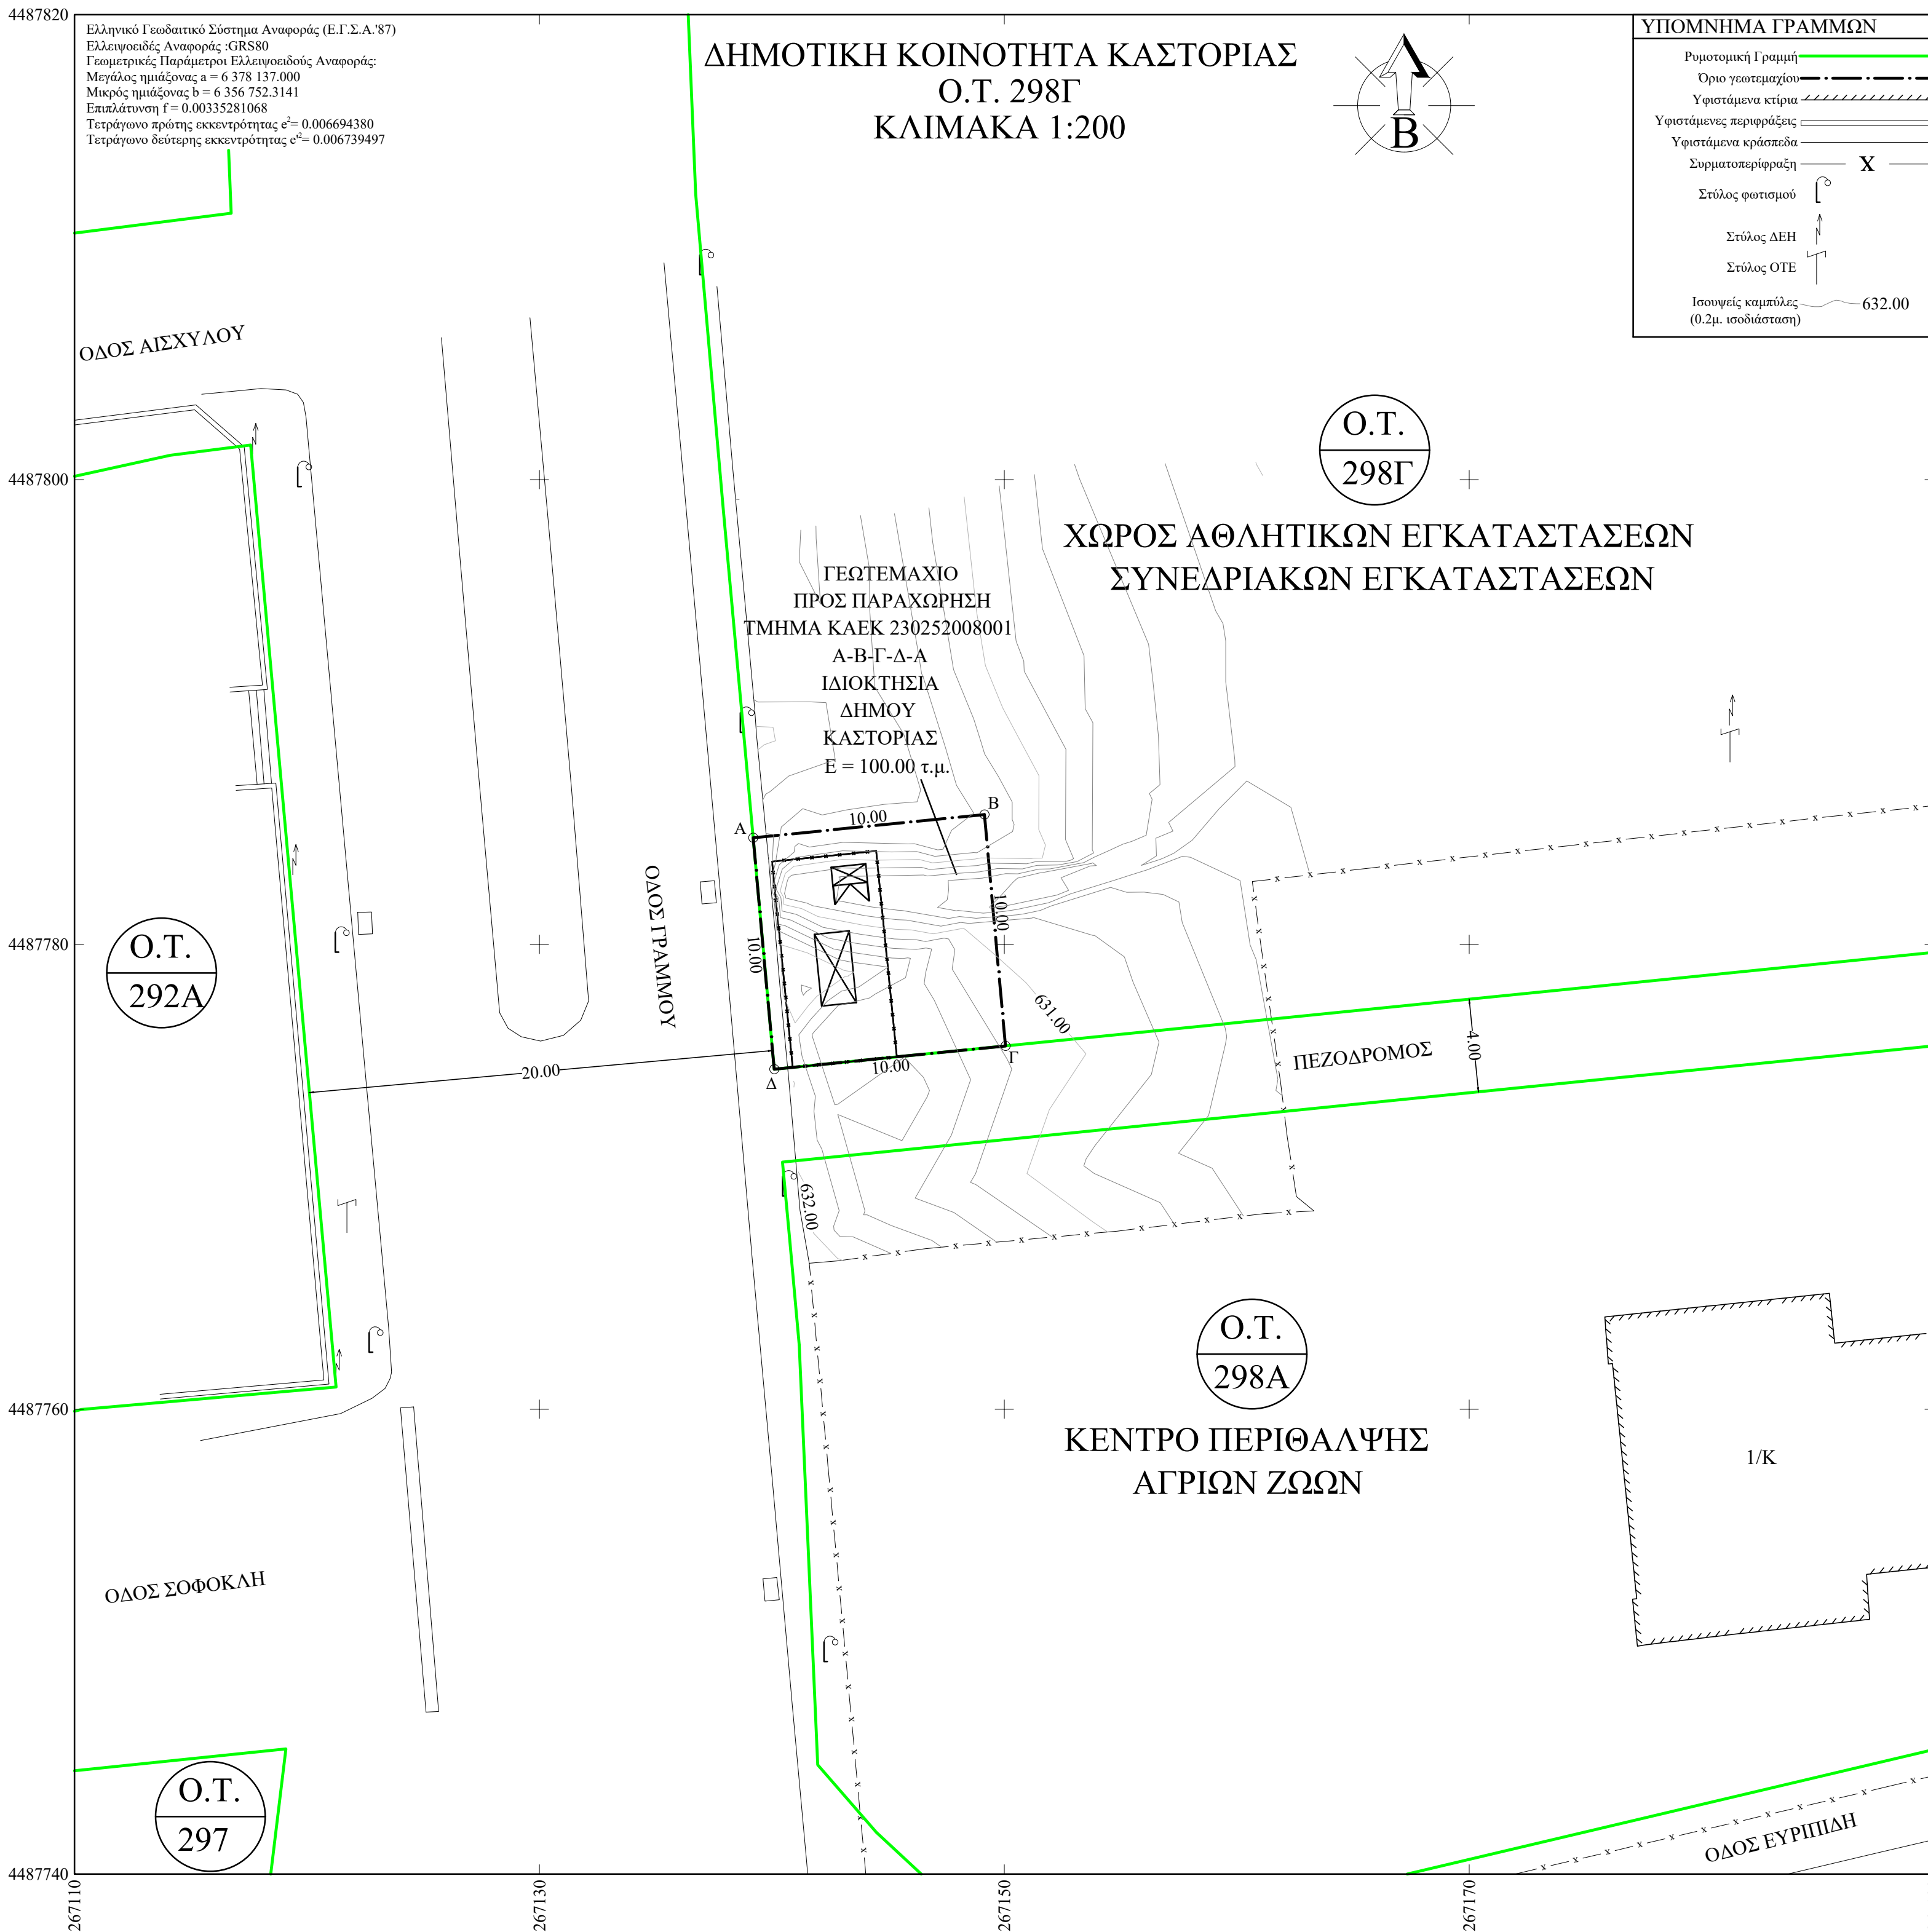 Ελληνικό Γεωδαιτικό Σύστημα Αναφοράς (Ε.Γ.Σ.Α.'87)
Ελλειψοειδές Αναφοράς :GRS80
Γεωμετρικές Παράμετροι Ελλειψοειδούς Αναφοράς:
Μεγάλος ημιάξονας a = 6 378 137.000
Μικρός ημιάξονας b = 6 356 752.3141
Επιπλάτυνση f = 0.00335281068
Τετράγωνο πρώτης εκκεντρότητας e²= 0.006694380
Τετράγωνο δεύτερης εκκεντρότητας e'²= 0.006739497
ΔΗΜΟΤΙΚΗ ΚΟΙΝΟΤΗΤΑ ΚΑΣΤΟΡΙΑΣ
Ο.Τ. 298Γ
ΚΛΙΜΑΚΑ 1:200
Β
ΥΠΟΜΝΗΜΑ ΓΡΑΜΜΩΝ
Ρυμοτομική Γραμμή
Όριο γεωτεμαχίου
Υφιστάμενα κτίρια
Υφιστάμενες περιφράξεις
Υφιστάμενα κράσπεδα
Συρματοπερίφραξη X
Στύλος φωτισμού
Στύλος ΔΕΗ
Στύλος ΟΤΕ
Ισουψείς καμπύλες 632.00
(0.2μ. ισοδιάσταση)
4487820
4487800
4487780
4487760
4487740
267110
267130
267150
267170
ΟΔΟΣ ΑΙΣΧΥΛΟΥ
Ο.Τ.
298Γ
ΧΩΡΟΣ ΑΘΛΗΤΙΚΩΝ ΕΓΚΑΤΑΣΤΑΣΕΩΝ
ΣΥΝΕΔΡΙΑΚΩΝ ΕΓΚΑΤΑΣΤΑΣΕΩΝ
ΓΕΩΤΕΜΑΧΙΟ
ΠΡΟΣ ΠΑΡΑΧΩΡΗΣΗ
ΤΜΗΜΑ ΚΑΕΚ 230252008001
Α-Β-Γ-Δ-Α
ΙΔΙΟΚΤΗΣΙΑ
ΔΗΜΟΥ
ΚΑΣΤΟΡΙΑΣ
Ε = 100.00 τ.μ.
Α
10.00
Β
10.00
10.00
Γ
10.00
Δ
ΟΔΟΣ ΓΡΑΜΜΟΥ
Ο.Τ.
292Α
20.00
631.00
ΠΕΖΟΔΡΟΜΟΣ
4.00
632.00
Ο.Τ.
298Α
ΚΕΝΤΡΟ ΠΕΡΙΘΑΛΨΗΣ
ΑΓΡΙΩΝ ΖΩΩΝ
1/Κ
ΟΔΟΣ ΣΟΦΟΚΛΗ
Ο.Τ.
297
ΟΔΟΣ ΕΥΡΙΠΙΔΗ